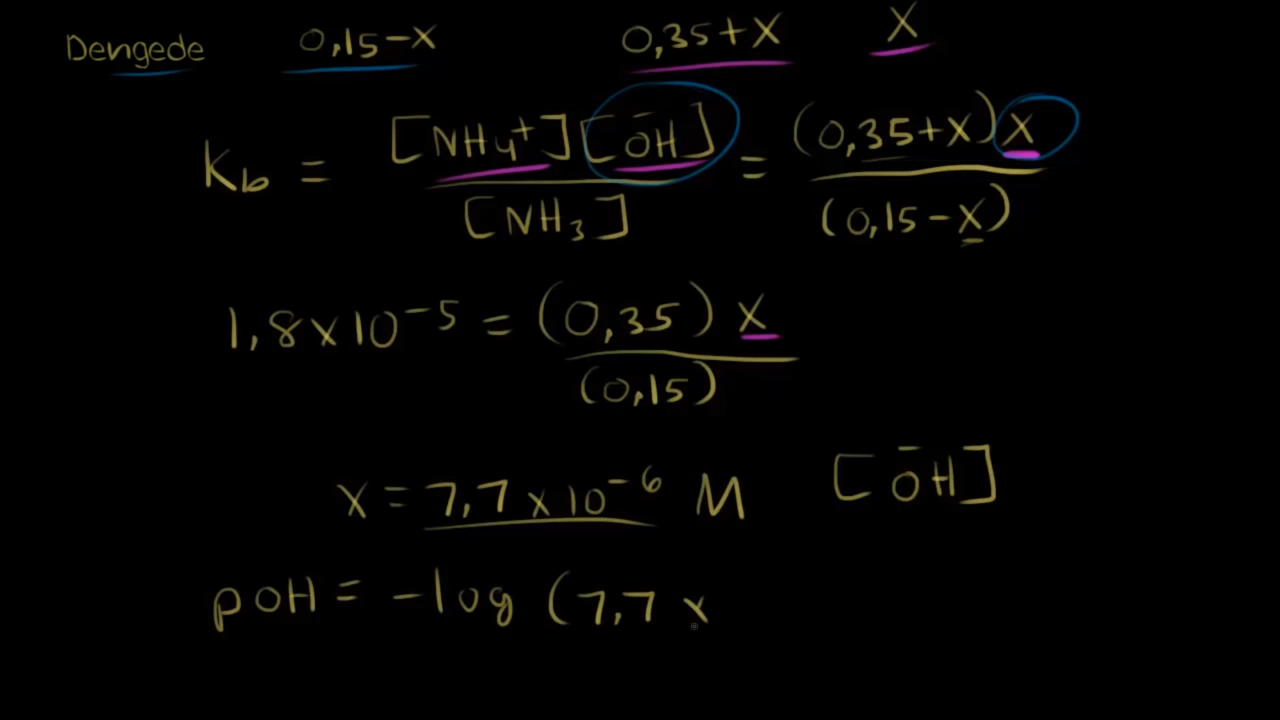 Dengede 0,15-X 0,35+X X
Kb = [NH4+][OH-] / [NH3] = (0,35+X)X / (0,15-X)
1,8x10⁻⁵ = (0,35)X / (0,15)
X = 7,7 x 10⁻⁶ M [OH-]
pOH = -log (7,7 x